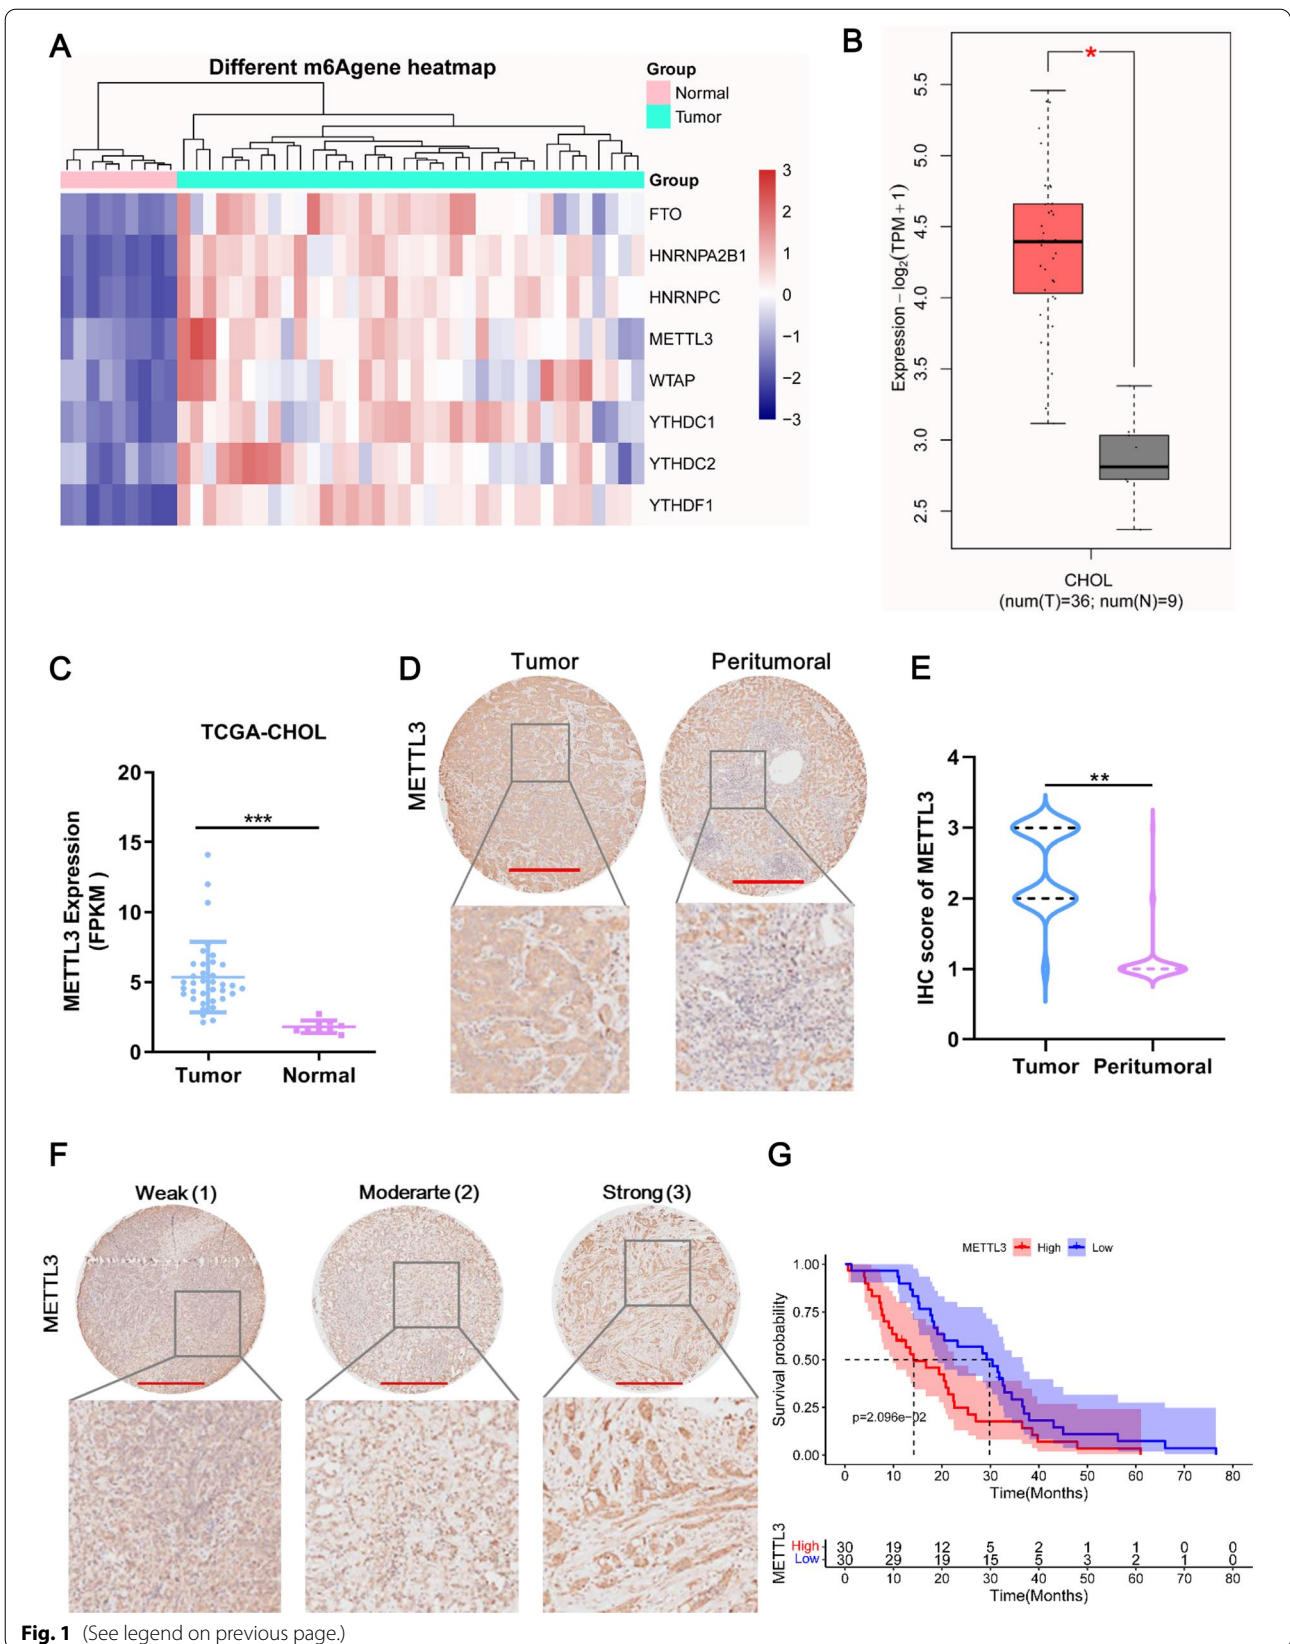 A
Different m6Agene heatmap
Group
Normal
Tumor
Group
FTO
HNRNPA2B1
HNRNPC
METTL3
WTAP
YTHDC1
YTHDC2
YTHDF1
3
2
1
0
−1
−2
−3
B
*
Expression − log₂(TPM + 1)
5.5
5.0
4.5
4.0
3.5
3.0
2.5
CHOL
(num(T)=36; num(N)=9)
C
TCGA-CHOL
METTL3 Expression
(FPKM )
20
15
10
5
0
***
Tumor Normal
D
Tumor Peritumoral
METTL3
E
IHC score of METTL3
4
3
2
1
0
**
Tumor Peritumoral
F
Weak (1) Moderarte (2) Strong (3)
METTL3
G
METTL3 High Low
Survival probability
1.00
0.75
0.50
0.25
0.00
p=2.096e−02
0 10 20 30 40 50 60 70 80
Time(Months)
METTL3
High 30 19 12 5 2 1 1 0 0
Low 30 29 19 15 5 3 2 1 0
0 10 20 30 40 50 60 70 80
Time(Months)
Fig. 1 (See legend on previous page.)